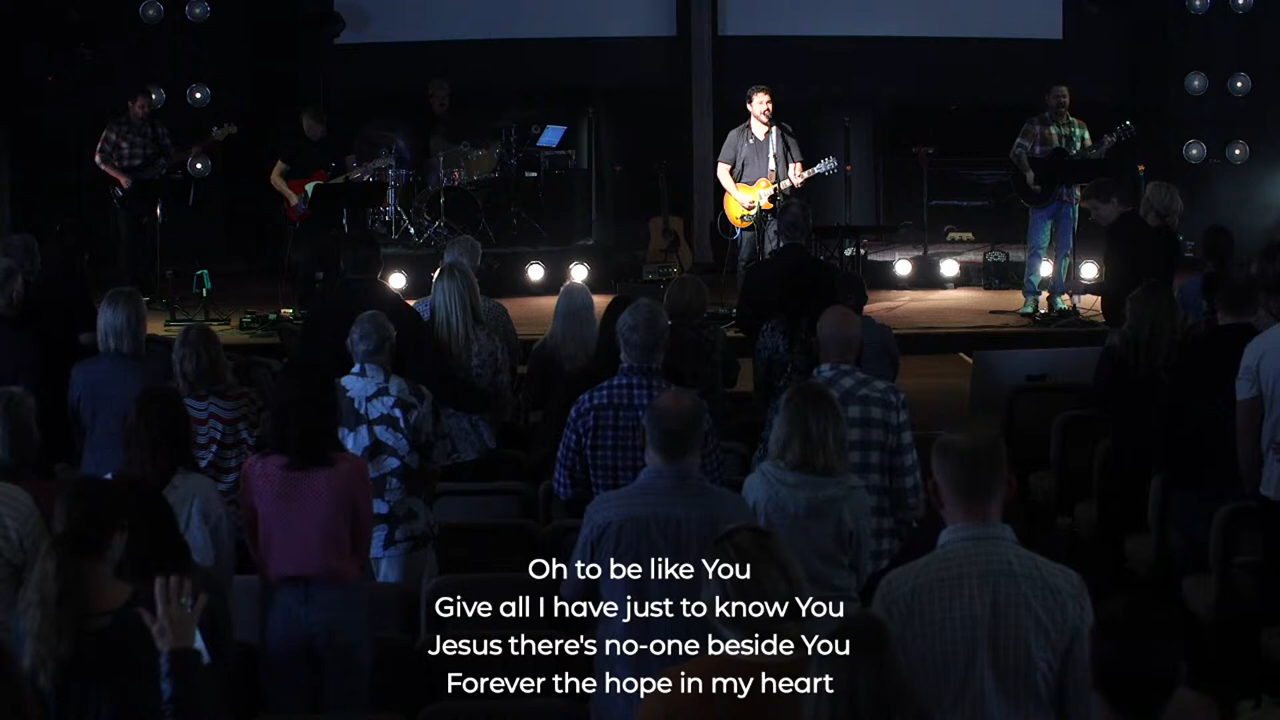 Oh to be like You
Give all I have just to know You
Jesus there's no-one beside You
Forever the hope in my heart